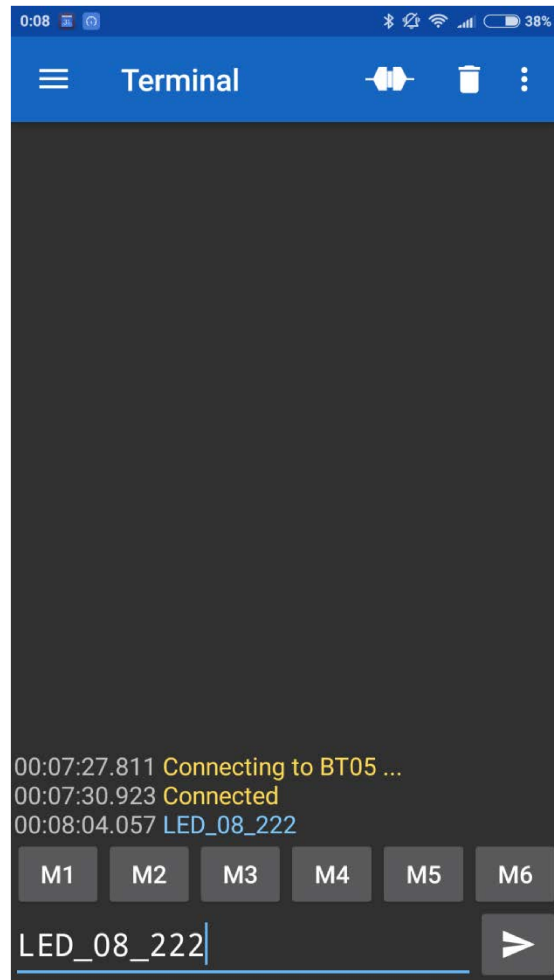 0:08 38%
Terminal
00:07:27.811 Connecting to BT05 ...
00:07:30.923 Connected
00:08:04.057 LED_08_222
M1 M2 M3 M4 M5 M6
LED_08_222